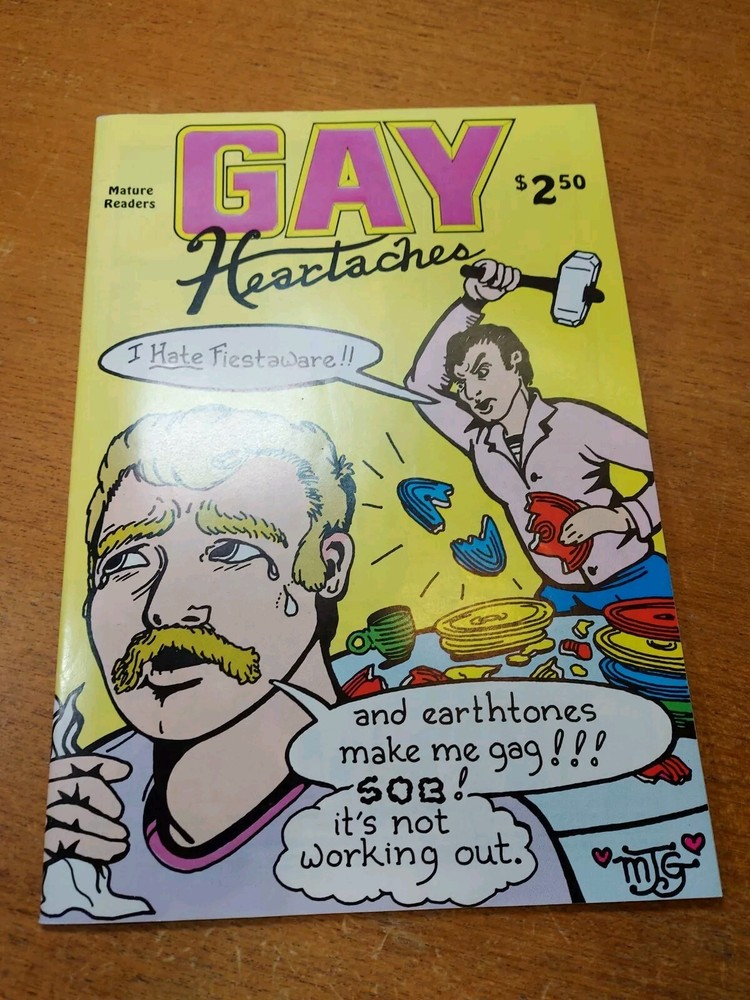 GAY
Mature
Readers
$2.50
Heartaches
I Hate Fiestaware!!
and earthtones
make me gag!!!
SOB!
it's not
working out.
MJG